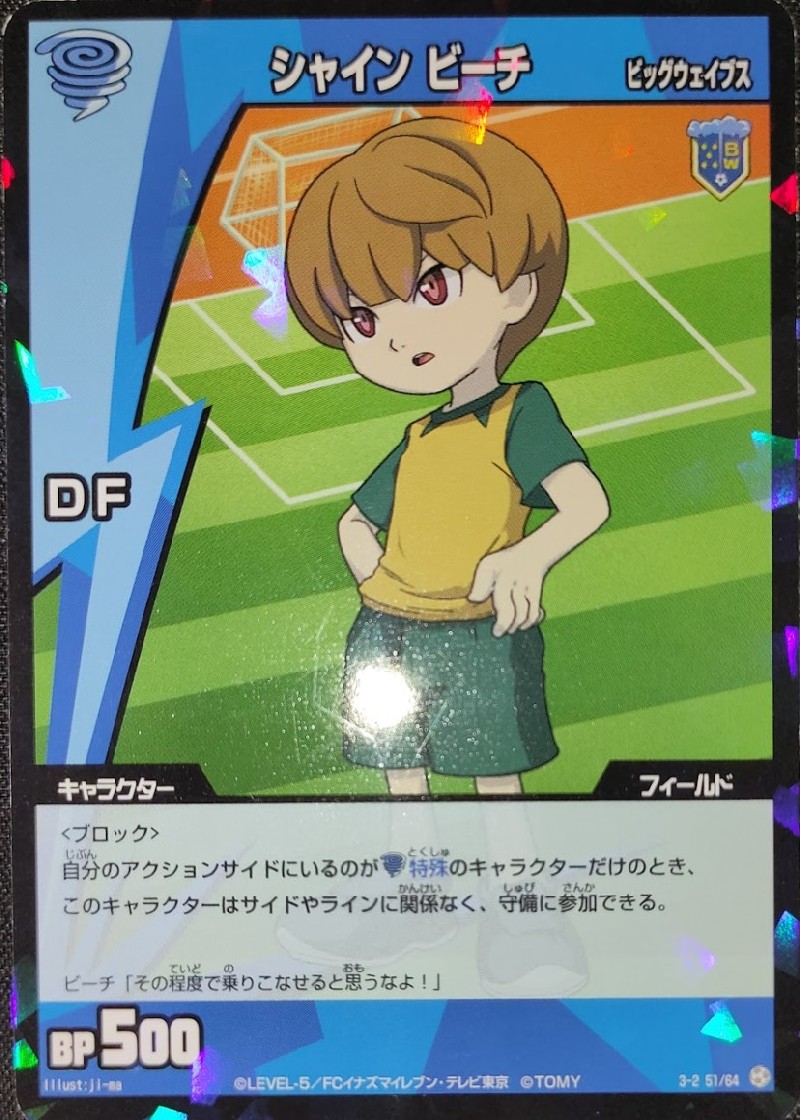 シャイン ビーチ
ビッグウェイブス
BW
DF
キャラクター
フィールド
<ブロック>
自分のアクションサイドにいるのが特殊のキャラクターだけのとき、
このキャラクターはサイドやラインに関係なく、守備に参加できる。
ビーチ「その程度で乗りこなせると思うなよ！」
BP500
Illust:ji-ma
©LEVEL-5／FCイナズマイレブン・テレビ東京 ©TOMY
3-2 51/64